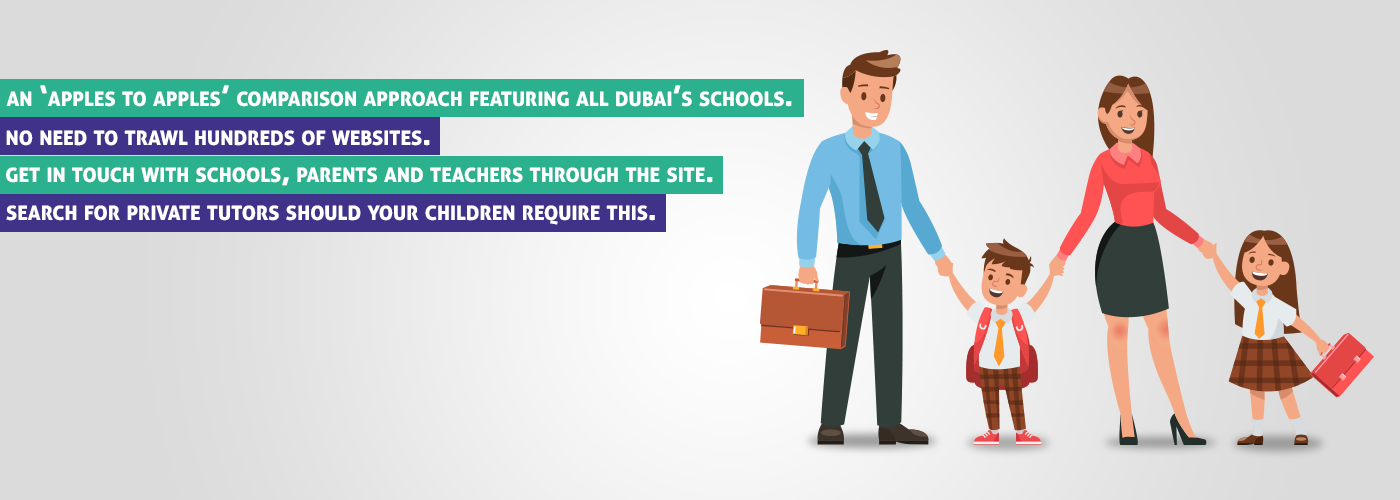 AN ‘APPLES TO APPLES’ COMPARISON APPROACH FEATURING ALL DUBAI’S SCHOOLS.
NO NEED TO TRAWL HUNDREDS OF WEBSITES.
GET IN TOUCH WITH SCHOOLS, PARENTS AND TEACHERS THROUGH THE SITE.
SEARCH FOR PRIVATE TUTORS SHOULD YOUR CHILDREN REQUIRE THIS.